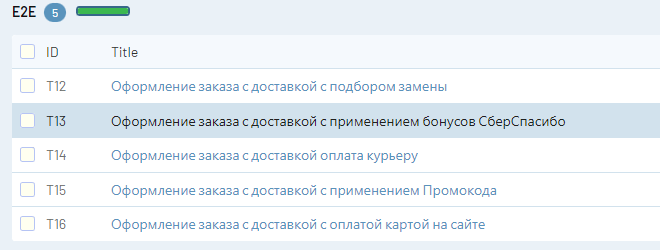 E2E 5
ID Title
T12 Оформление заказа с доставкой с подбором замены
T13 Оформление заказа с доставкой с применением бонусов СберСпасибо
T14 Оформление заказа с доставкой оплата курьеру
T15 Оформление заказа с доставкой с применением Промокода
T16 Оформление заказа с доставкой с оплатой картой на сайте